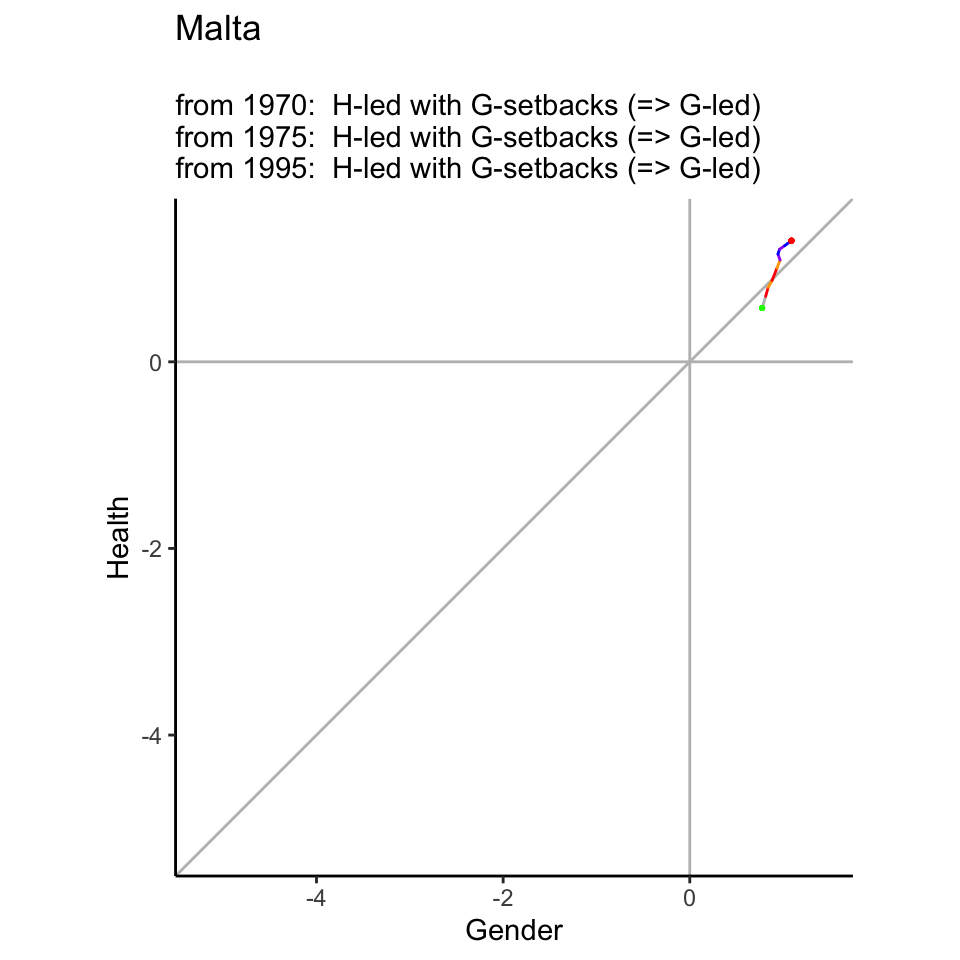 Malta
from 1970:  H-led with G-setbacks (=> G-led)
from 1975:  H-led with G-setbacks (=> G-led)
from 1995:  H-led with G-setbacks (=> G-led)
0
-2
-4
Health
-4
-2
0
Gender